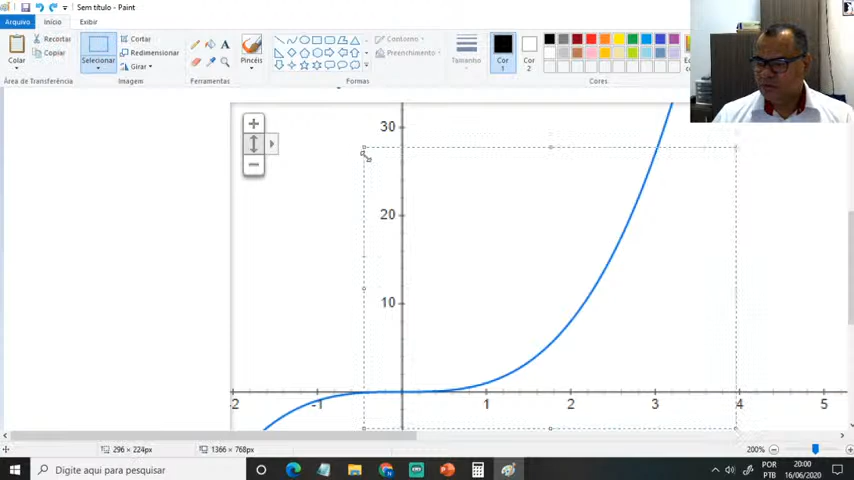 Sem título - Paint
Arquivo Início Exibir
Colar
Recortar
Copiar
Área de Transferência
Selecionar
Cortar
Redimensionar
Girar
Imagem
A
Ferramentas
Pincéis
Contorno
Preenchimento
Formas
Tamanho
Cor
1
Cor
2
Cores
30
20
10
-2 -1 1 2 3 4 5
296 × 224px
1366 × 768px
200%
Digite aqui para pesquisar
POR
PTB
20:00
16/06/2020